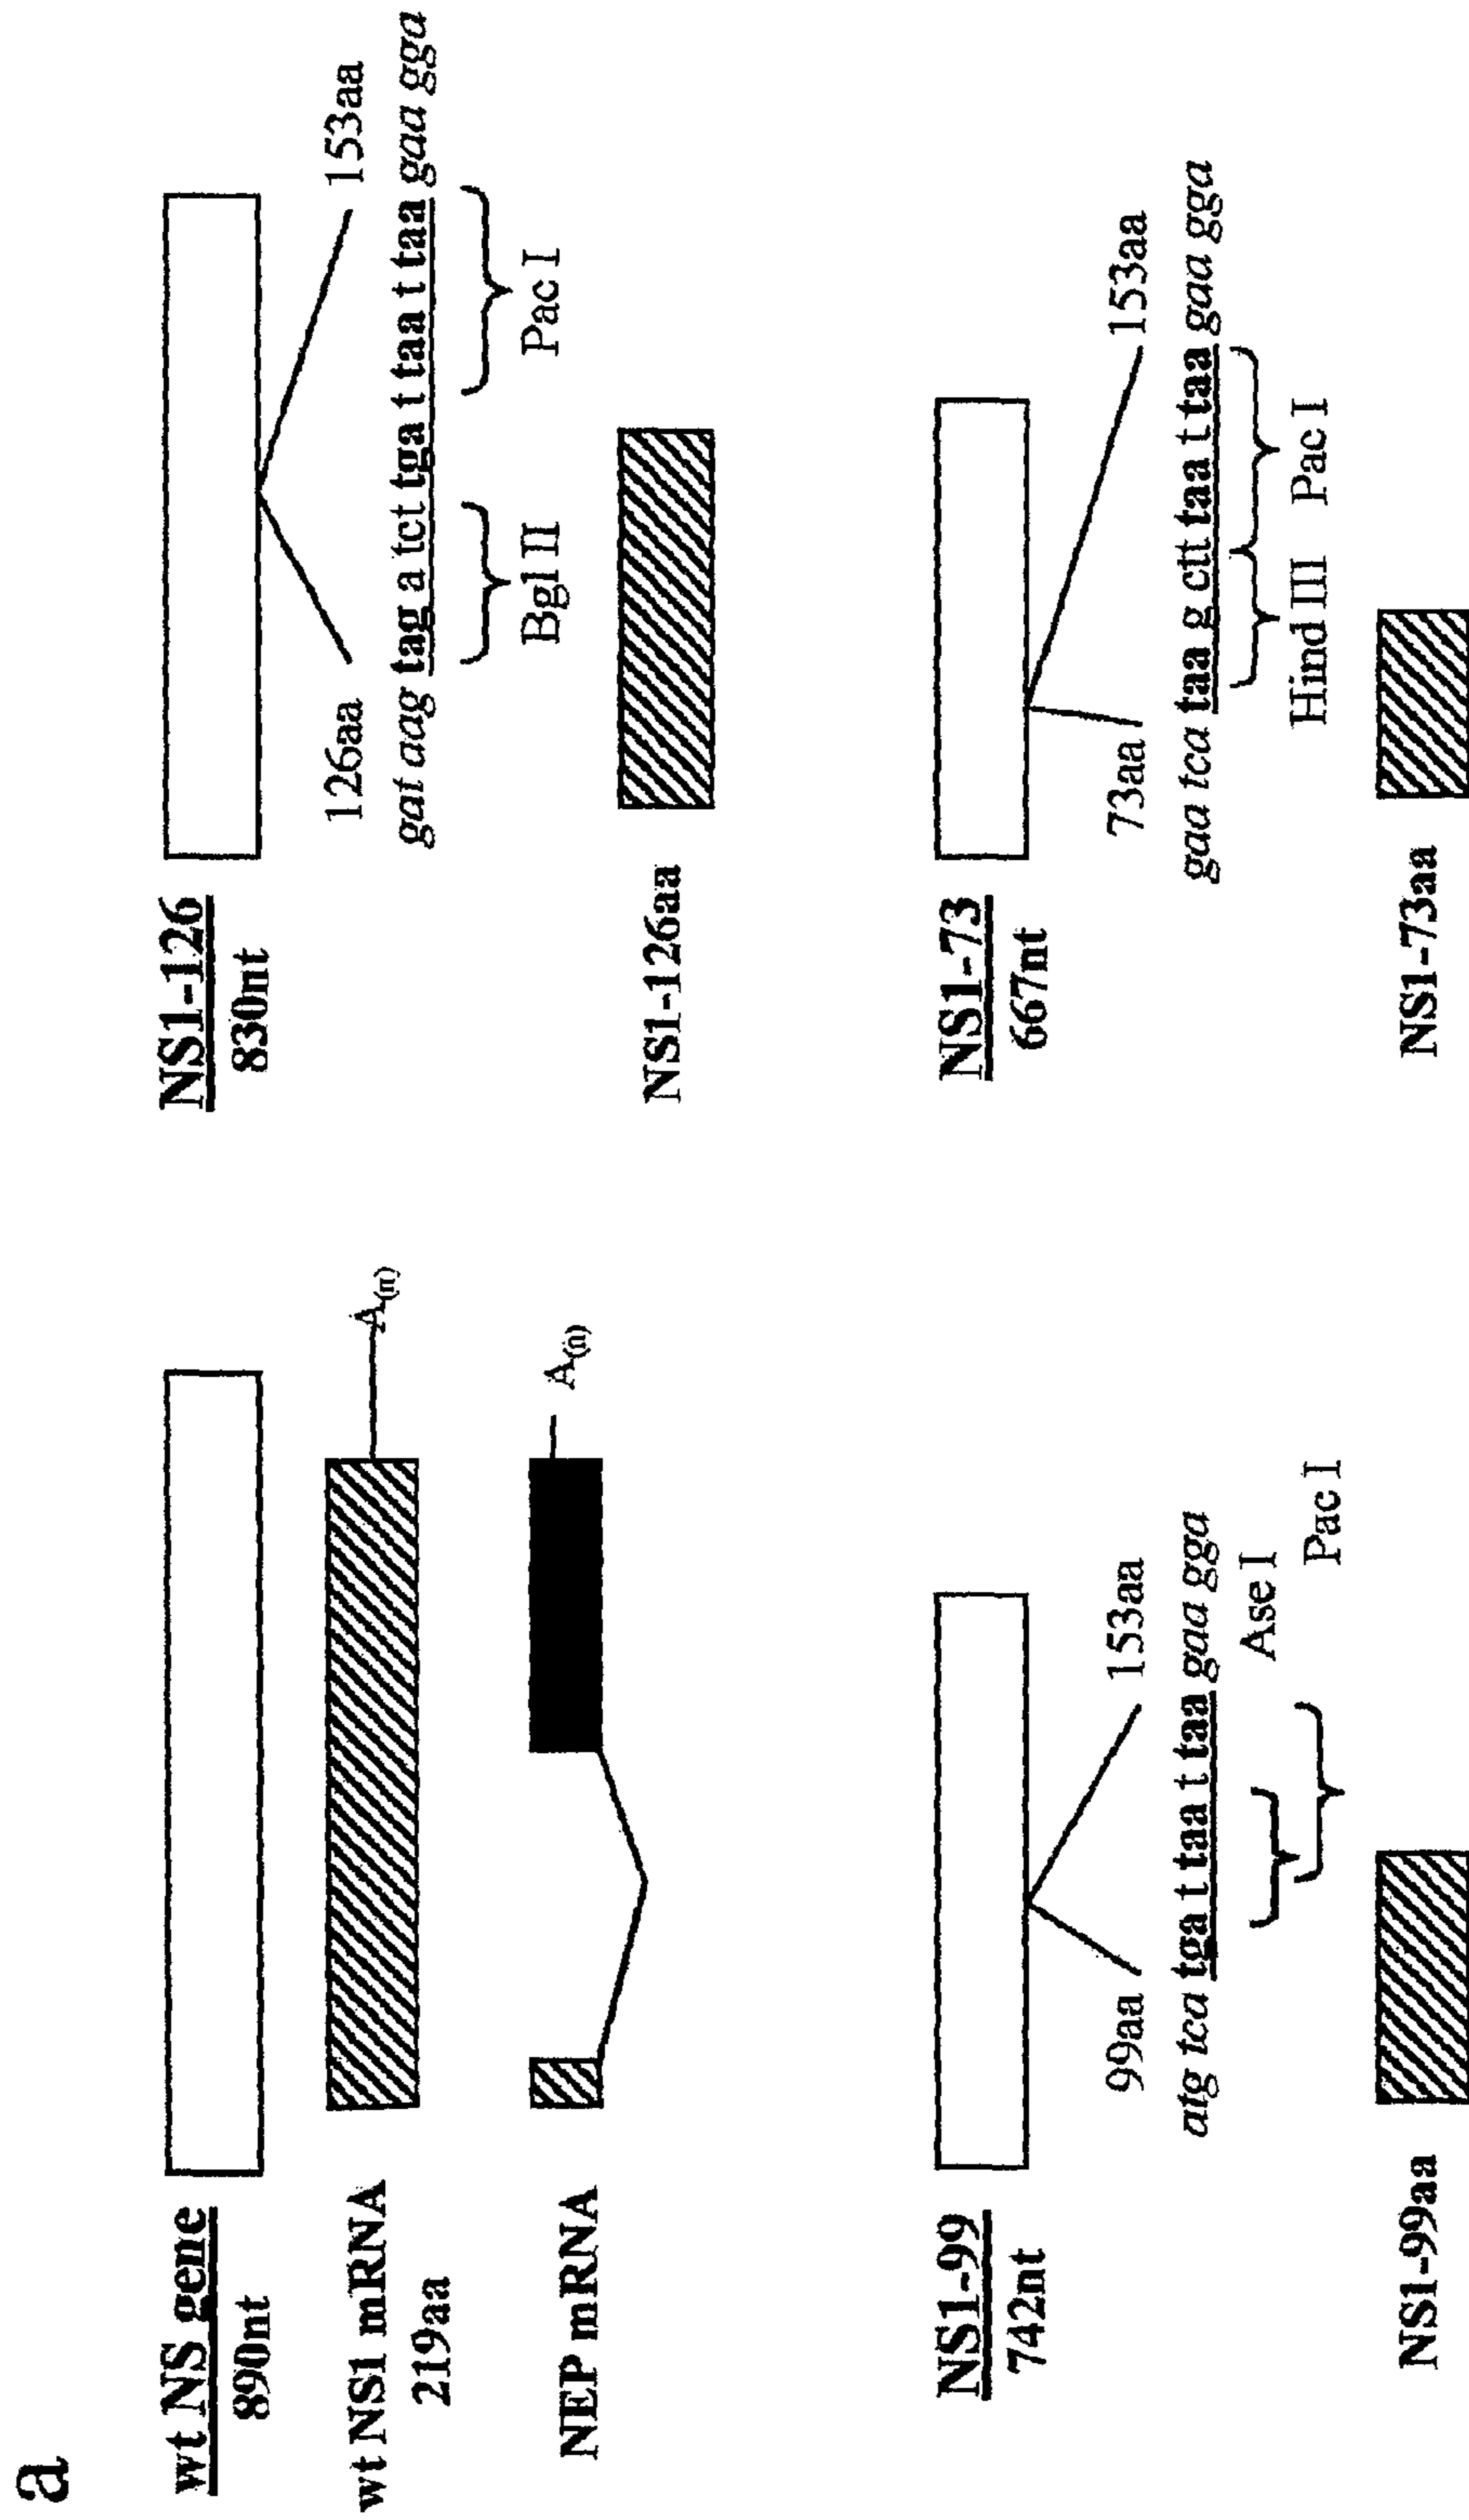 a
wt NS gene
890nt
wt NS1 mRNA
219aa
A(n)
NEP mRNA
A(n)
NS1-126
830nt
126aa 153aa
gat aag tag a tct tga t taa t taa gaa gga
Bgl II Pac I
NS1-126aa
NS1-99
742nt
99aa 153aa
atg tca tga t taa t taa gaa gga
Ase I
Pac I
NS1-99aa
NS1-73
667nt
73aa 153aa
gaa tca taa g ctt taa t taa gaa gga
Hind III Pac I
NS1-73aa